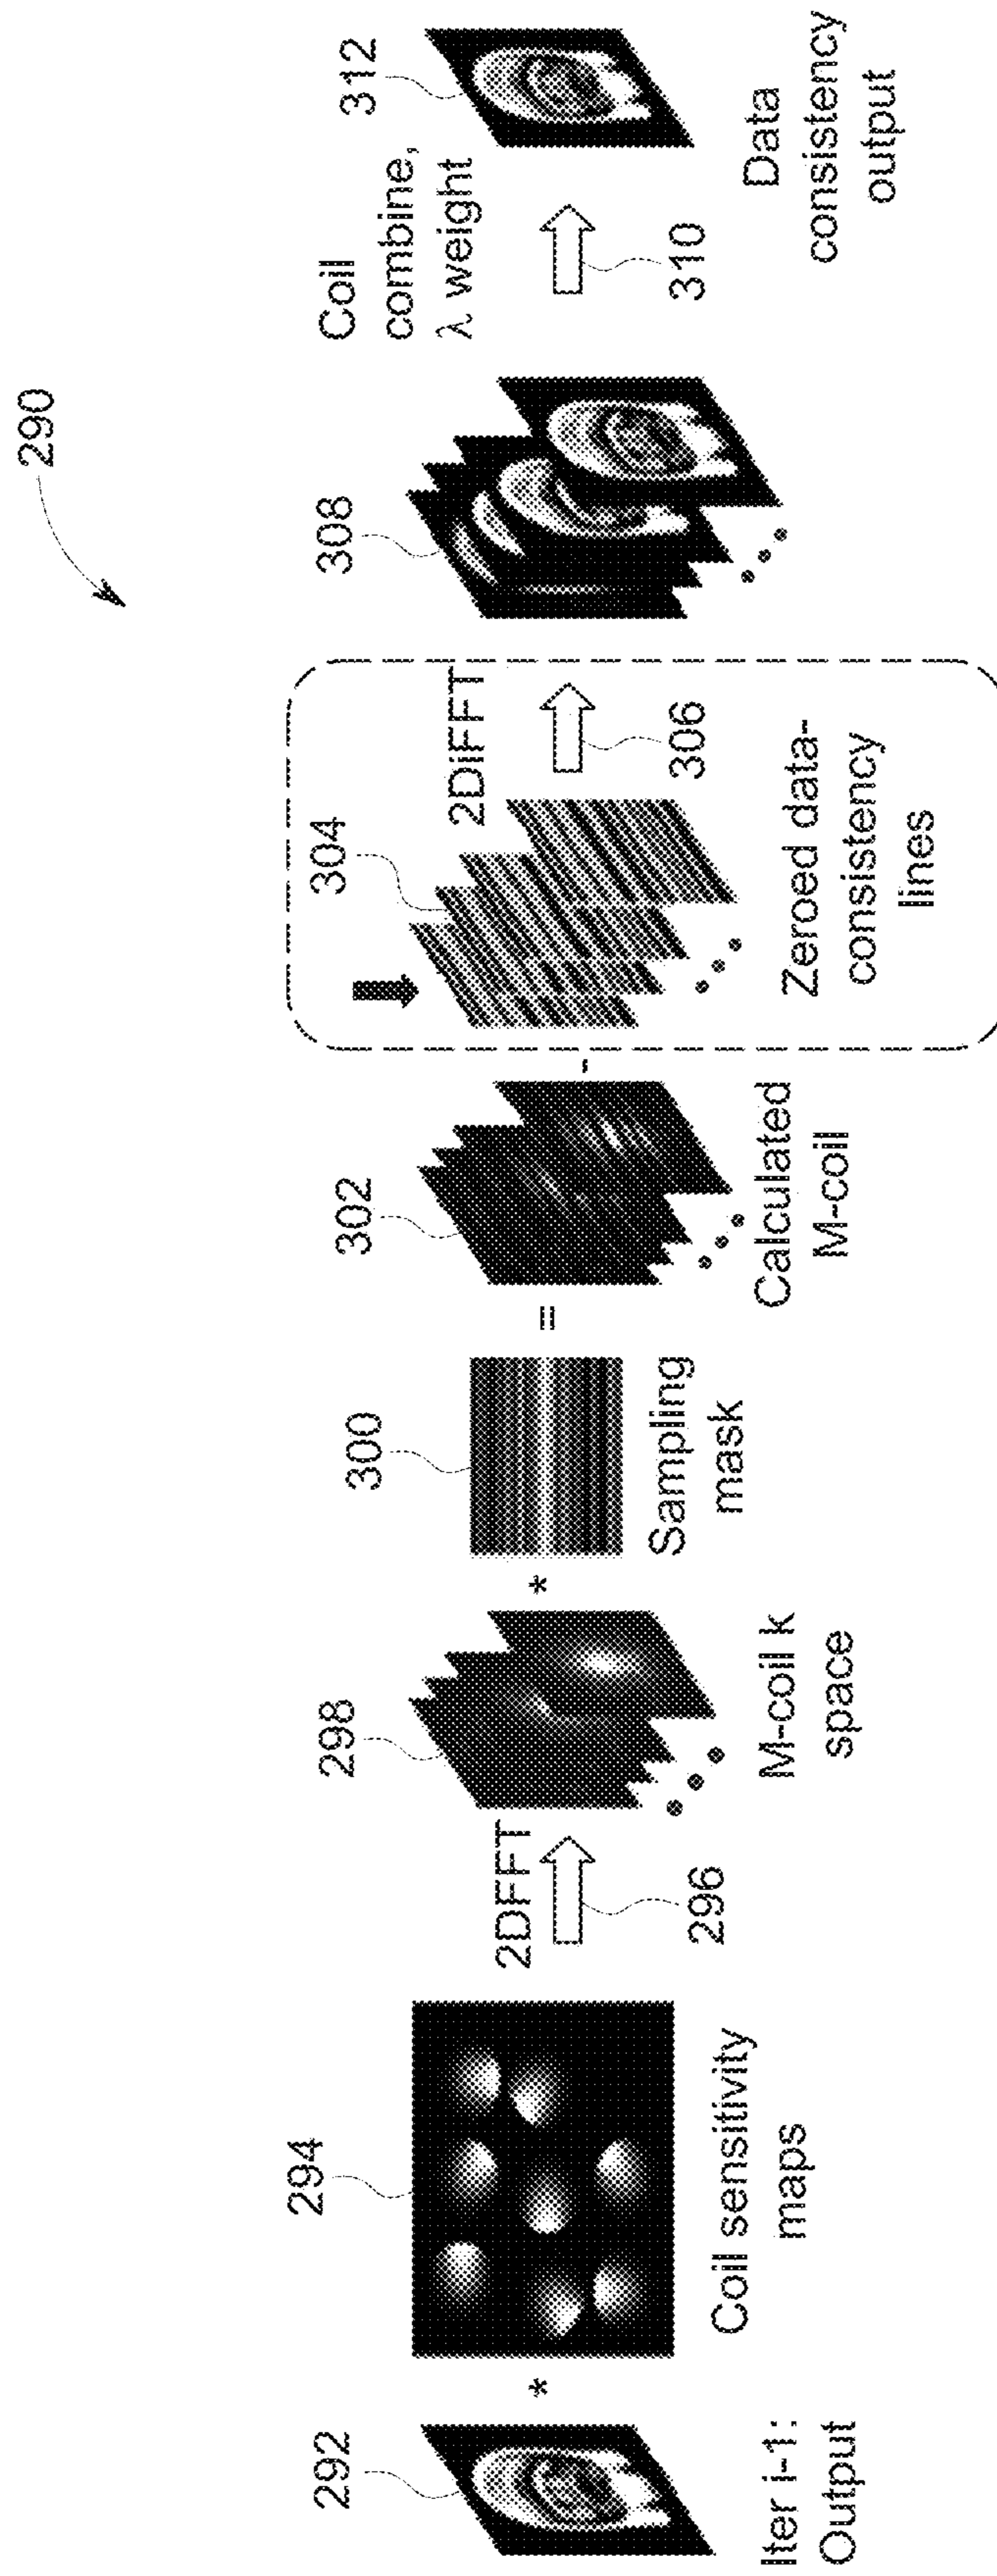 290
292
Iter i-1:
Output
*
294
Coil sensitivity
maps
2DFFT
296
298
M-coil k
space
*
300
Sampling
mask
=
302
Calculated
M-coil
-
304
2DiFFT
306
Zeroed data-
consistency
lines
308
Coil
combine,
λ weight
310
312
Data
consistency
output